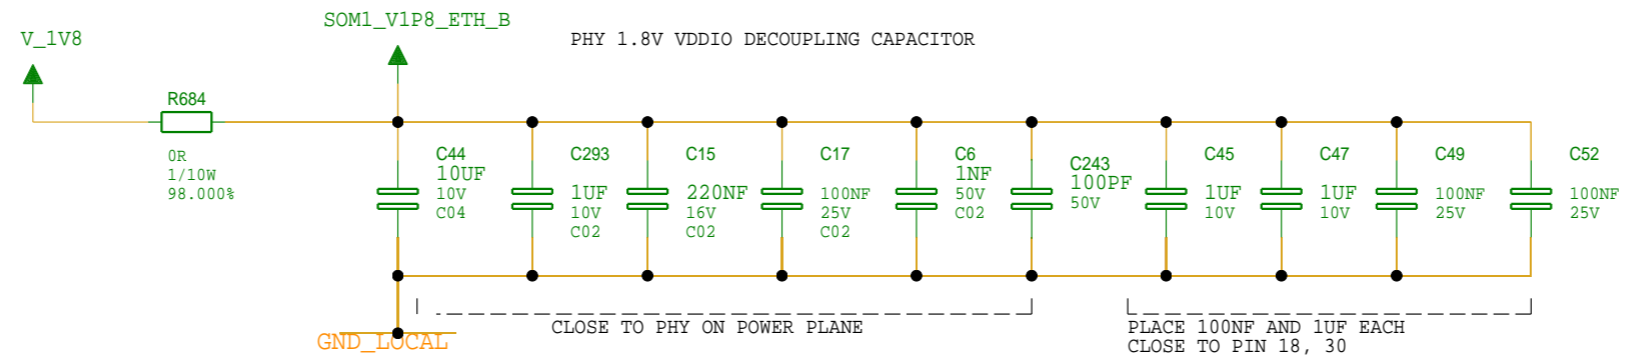 SOM1_V1P8_ETH_B
V_1V8
PHY 1.8V VDDIO DECOUPLING CAPACITOR
R684
0R
1/10W
98.000%
C44
10UF
10V
C04
C293
1UF
10V
C02
C15
220NF
16V
C02
C17
100NF
25V
C02
C6
1NF
50V
C02
C243
100PF
50V
C45
1UF
10V
C47
1UF
10V
C49
100NF
25V
C52
100NF
25V
CLOSE TO PHY ON POWER PLANE
PLACE 100NF AND 1UF EACH
CLOSE TO PIN 18, 30
GND_LOCAL